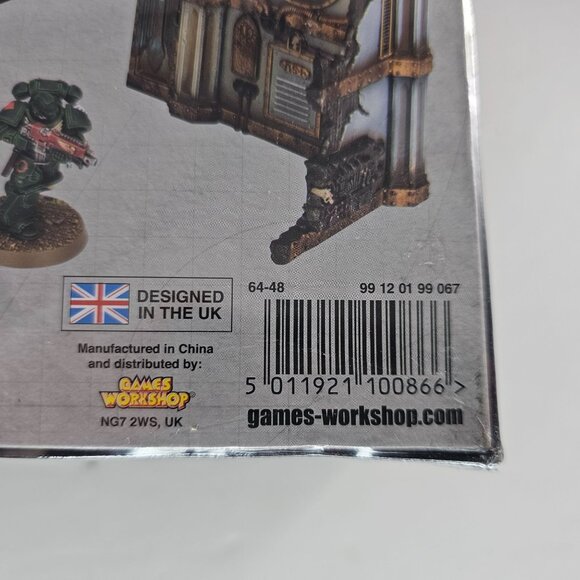 64-48 99 12 01 99 067
DESIGNED
IN THE UK
Manufactured in China
and distributed by:
GAMES
WORKSHOP
NG7 2WS, UK
5 011921 100866 >
games-workshop.com